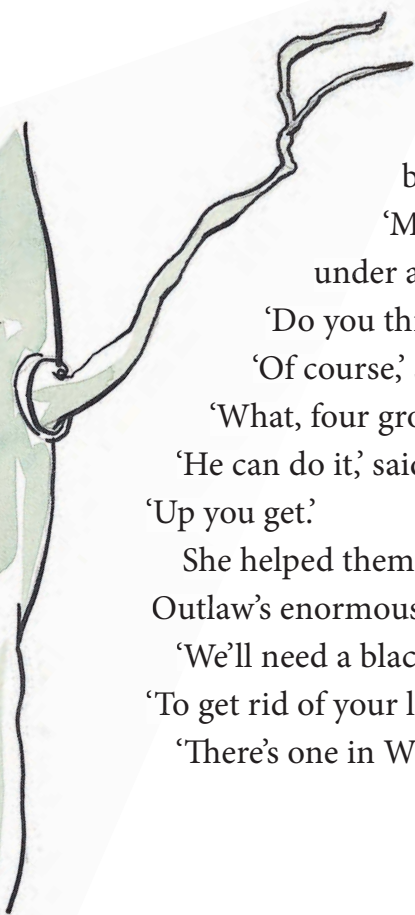 b
‘M
under a
‘Do you thi
‘Of course,’
‘What, four gro
‘He can do it,’ said
‘Up you get.’
She helped them
Outlaw’s enormous
‘We’ll need a blac
‘To get rid of your l
‘There’s one in W